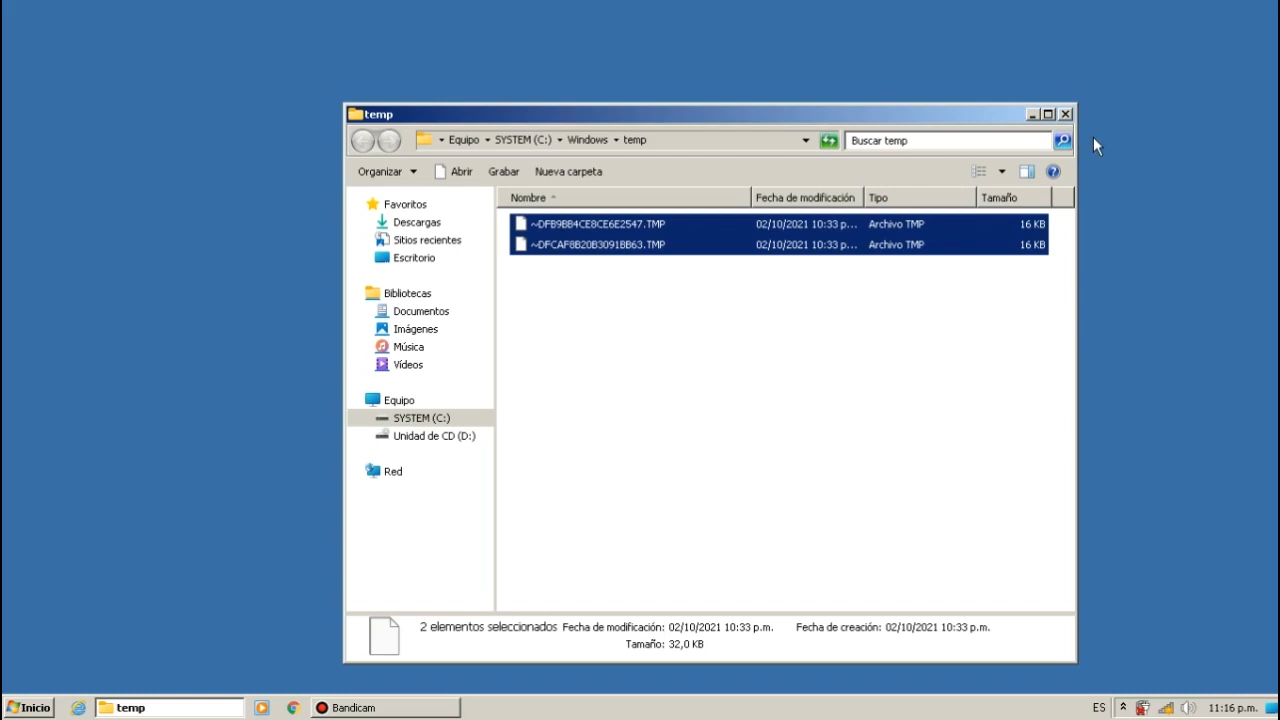 temp
Equipo SYSTEM (C:) Windows temp
Buscar temp
Organizar Abrir Grabar Nueva carpeta
Nombre Fecha de modificación Tipo Tamaño
~DFB9BB4CE8CE6E2547.TMP 02/10/2021 10:33 p... Archivo TMP 16 KB
~DFCAF8B20B3091BB63.TMP 02/10/2021 10:33 p... Archivo TMP 16 KB
Favoritos
Descargas
Sitios recientes
Escritorio
Bibliotecas
Documentos
Imágenes
Música
Vídeos
Equipo
SYSTEM (C:)
Unidad de CD (D:)
Red
2 elementos seleccionados Fecha de modificación: 02/10/2021 10:33 p.m. Fecha de creación: 02/10/2021 10:33 p.m.
Tamaño: 32,0 KB
Inicio temp Bandicam ES 11:16 p.m.